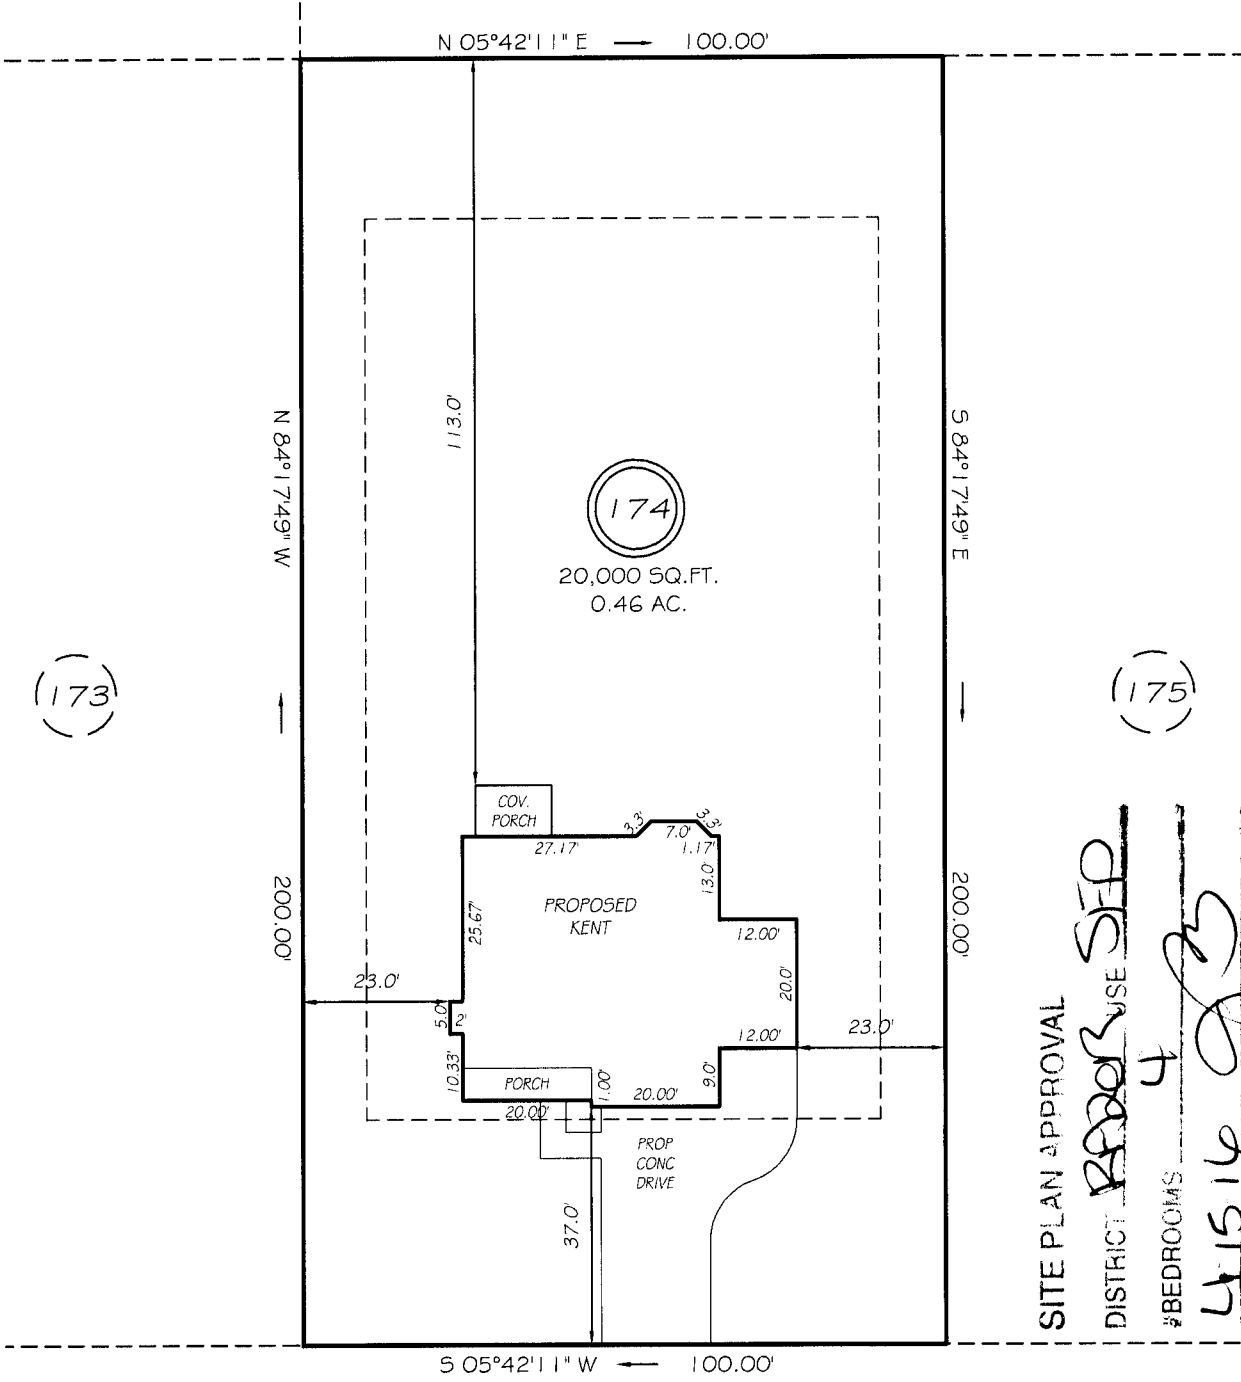 N 05°42'11" E 100.00'
113.0'
N 84°17'49" W
S 84°17'49" E
174
20,000 SQ.FT.
0.46 AC.
173
175
COV.
PORCH
3.3'
7.0'
3.3'
27.17'
1.17'
13.0'
PROPOSED
KENT
25.67'
12.00'
200.00'
200.00'
20.0'
23.0'
5.0'
2'
12.00'
23.0'
10.33'
PORCH
1.00'
20.00'
9.0'
20.00'
PROP
CONC
DRIVE
37.0'
S 05°42'11" W 100.00'
SITE PLAN APPROVAL
DISTRICT RA20R USE SFD
#BEDROOMS 4
4 15 16